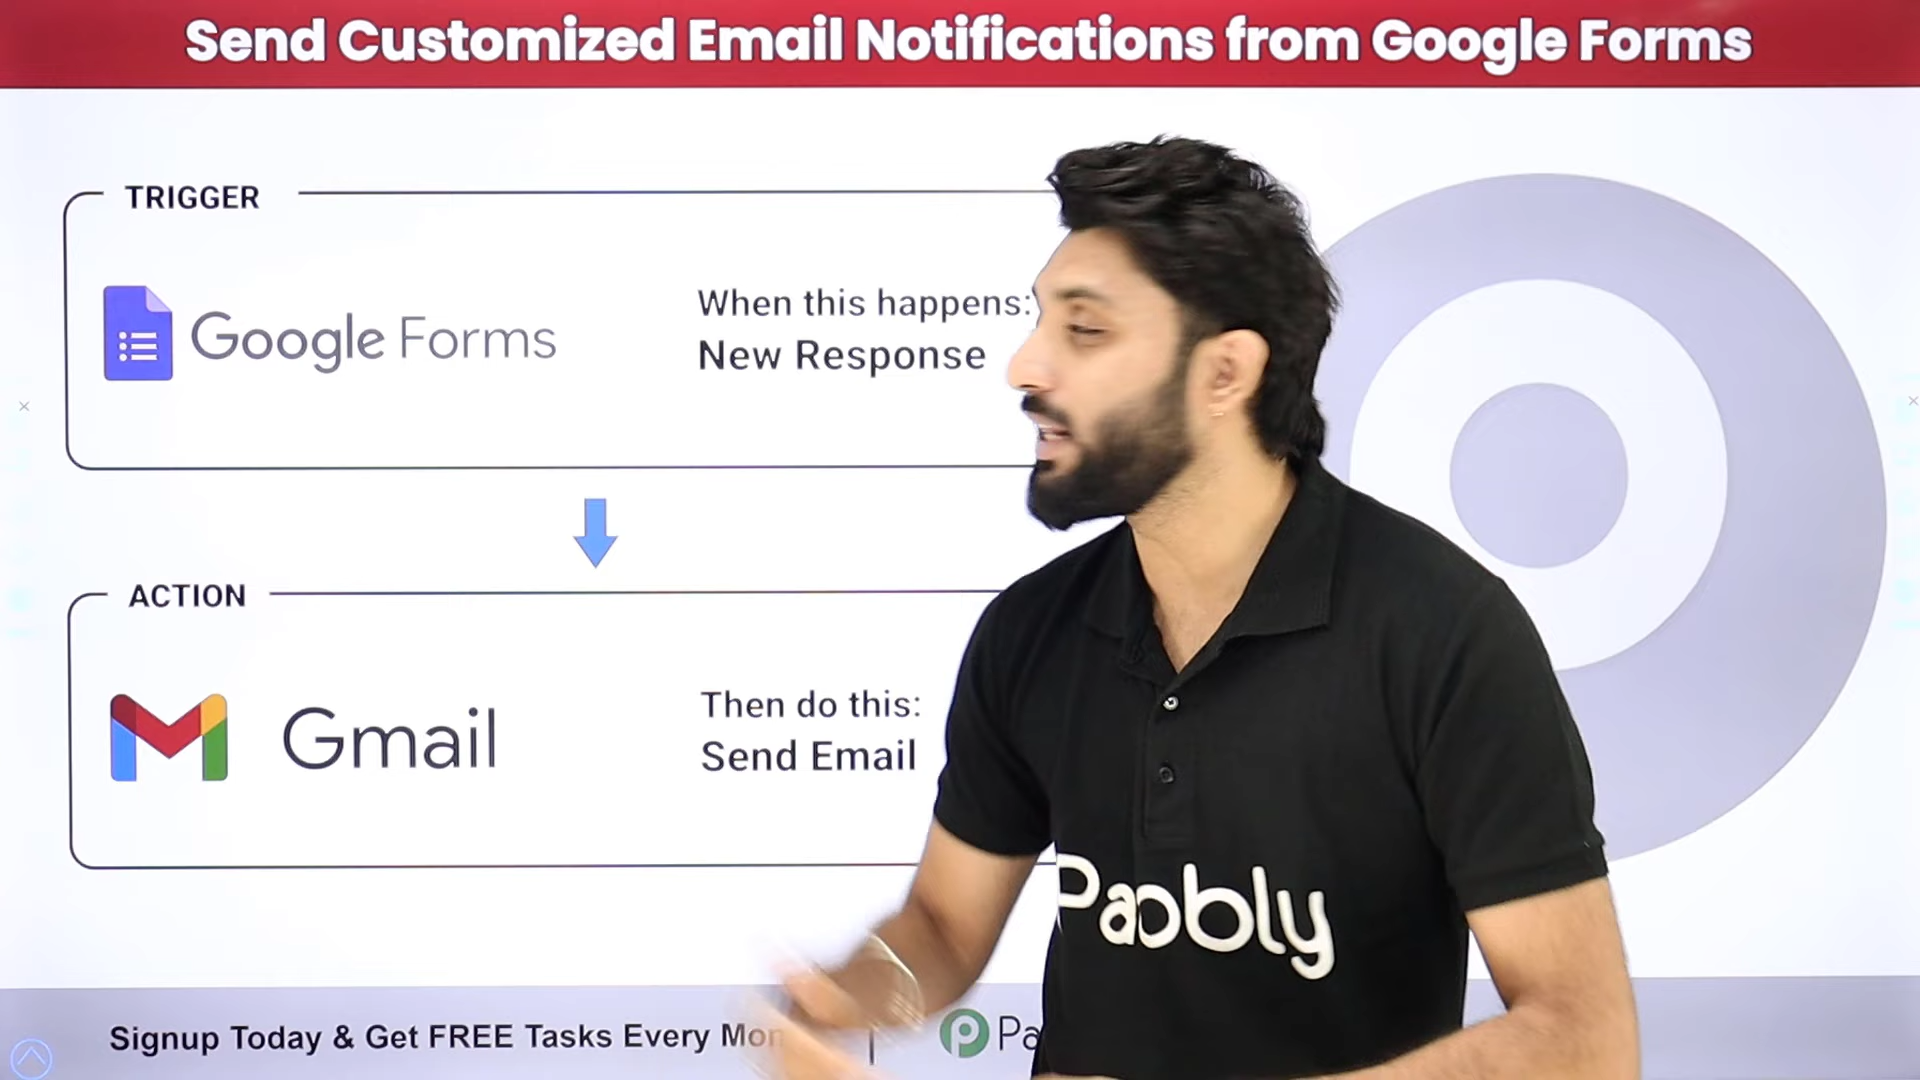 Send Customized Email Notifications from Google Forms
TRIGGER
Google Forms
When this happens:
New Response
ACTION
Gmail
Then do this:
Send Email
Pabbly
Signup Today & Get FREE Tasks Every